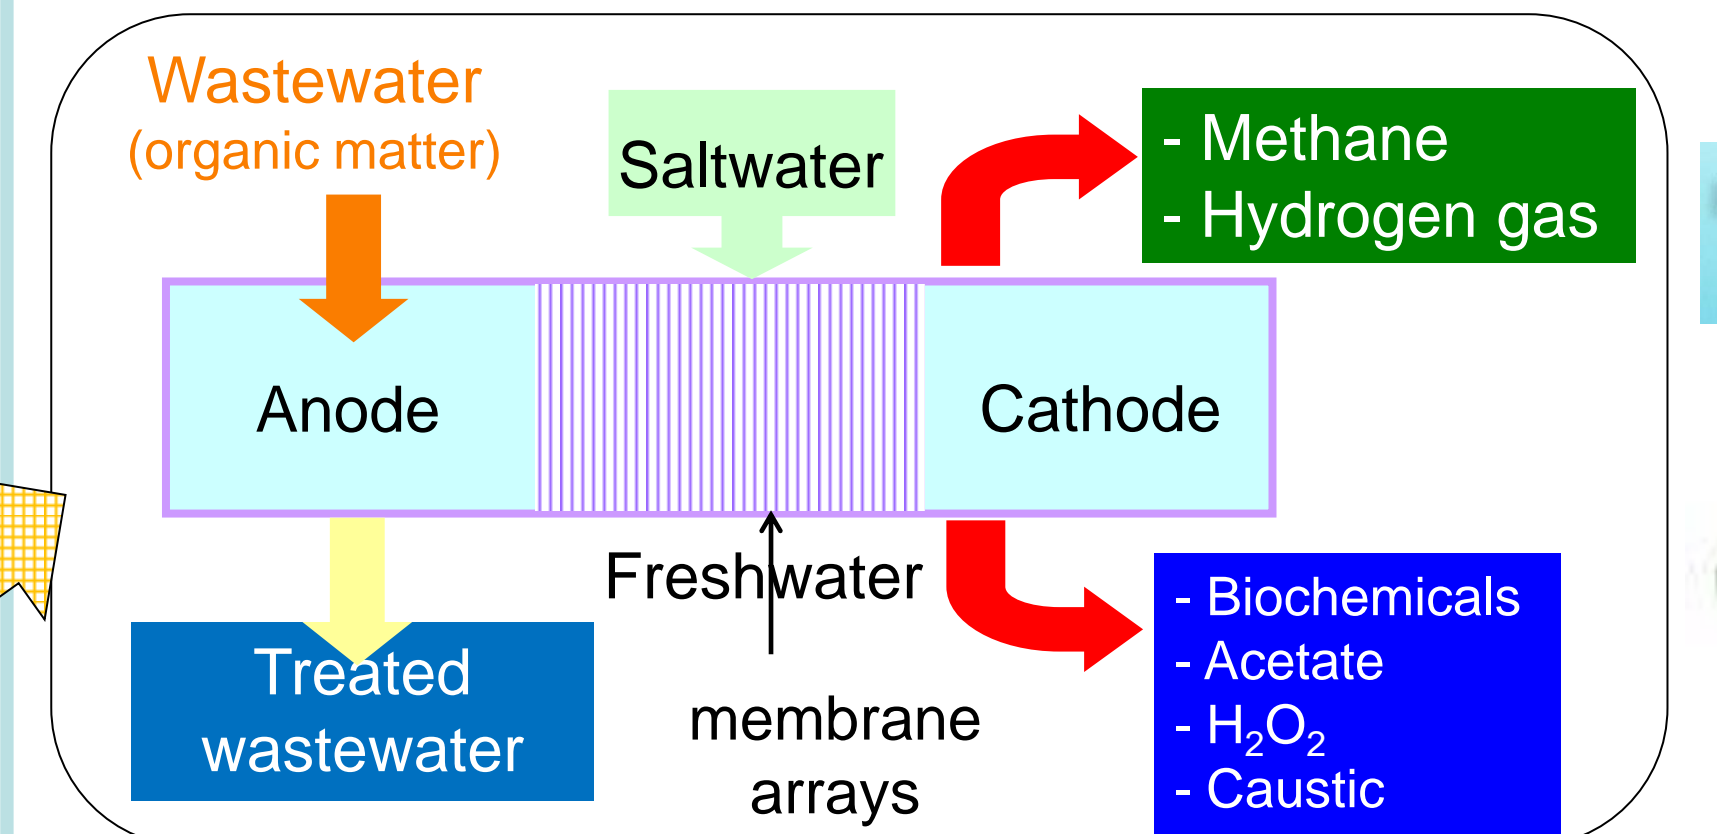 Wastewater
(organic matter)
Saltwater
- Methane
- Hydrogen gas
Anode
Cathode
Freshwater
Treated
wastewater
membrane
arrays
- Biochemicals
- Acetate
- H₂O₂
- Caustic